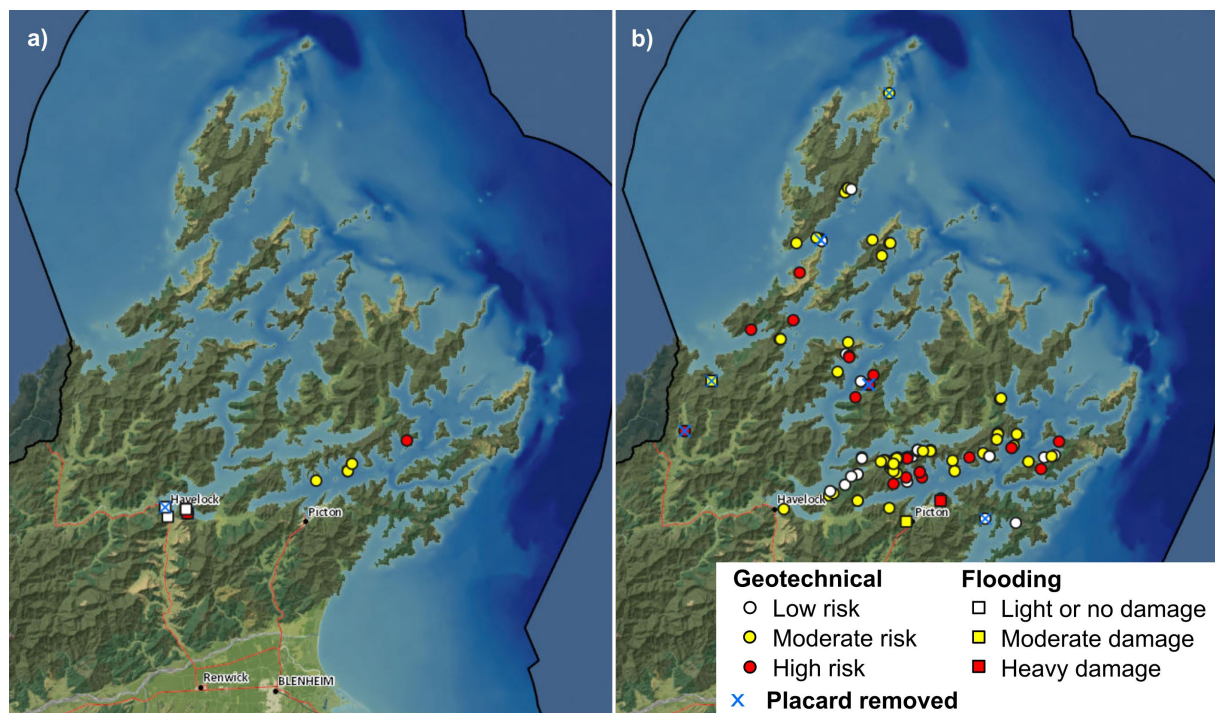 a)
Havelock
Picton
Renwick
BLENHEIM
b)
Havelock
Picton
Geotechnical
Low risk
Moderate risk
High risk
Placard removed
Flooding
Light or no damage
Moderate damage
Heavy damage